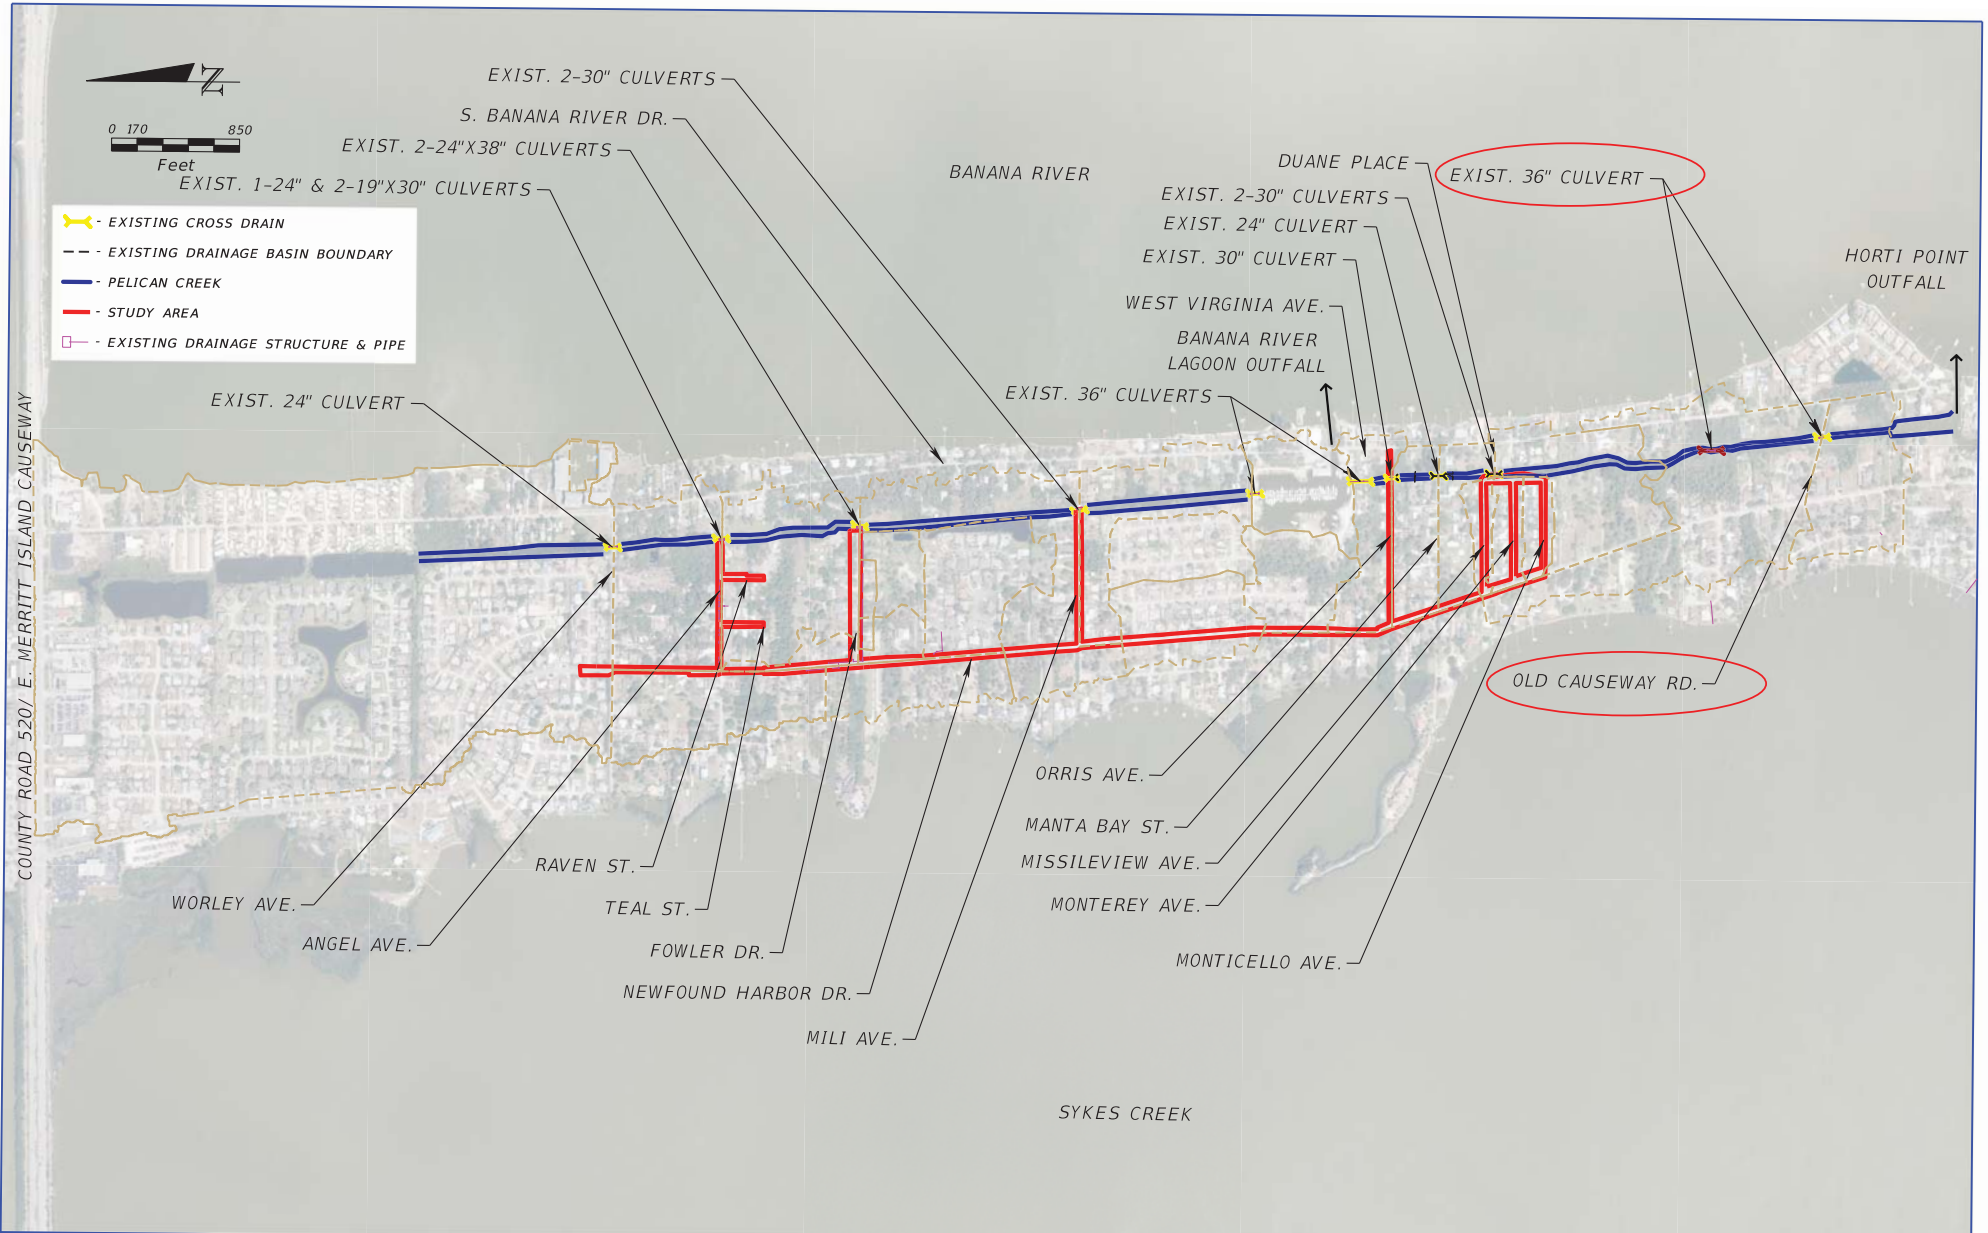 EXIST. 2-30" CULVERTS
S. BANANA RIVER DR.
EXIST. 2-24"X38" CULVERTS
EXIST. 1-24" & 2-19"X30" CULVERTS
N
0 170 850
Feet
- EXISTING CROSS DRAIN
- EXISTING DRAINAGE BASIN BOUNDARY
- PELICAN CREEK
- STUDY AREA
- EXISTING DRAINAGE STRUCTURE & PIPE
BANANA RIVER
DUANE PLACE
EXIST. 36" CULVERT
EXIST. 2-30" CULVERTS
EXIST. 24" CULVERT
EXIST. 30" CULVERT
WEST VIRGINIA AVE.
BANANA RIVER
LAGOON OUTFALL
EXIST. 36" CULVERTS
HORTI POINT
OUTFALL
EXIST. 24" CULVERT
COUNTY ROAD 520/ E. MERRITT ISLAND CAUSEWAY
OLD CAUSEWAY RD.
ORRIS AVE.
MANTA BAY ST.
MISSILEVIEW AVE.
MONTEREY AVE.
MONTICELLO AVE.
WORLEY AVE.
ANGEL AVE.
RAVEN ST.
TEAL ST.
FOWLER DR.
NEWFOUND HARBOR DR.
MILI AVE.
SYKES CREEK